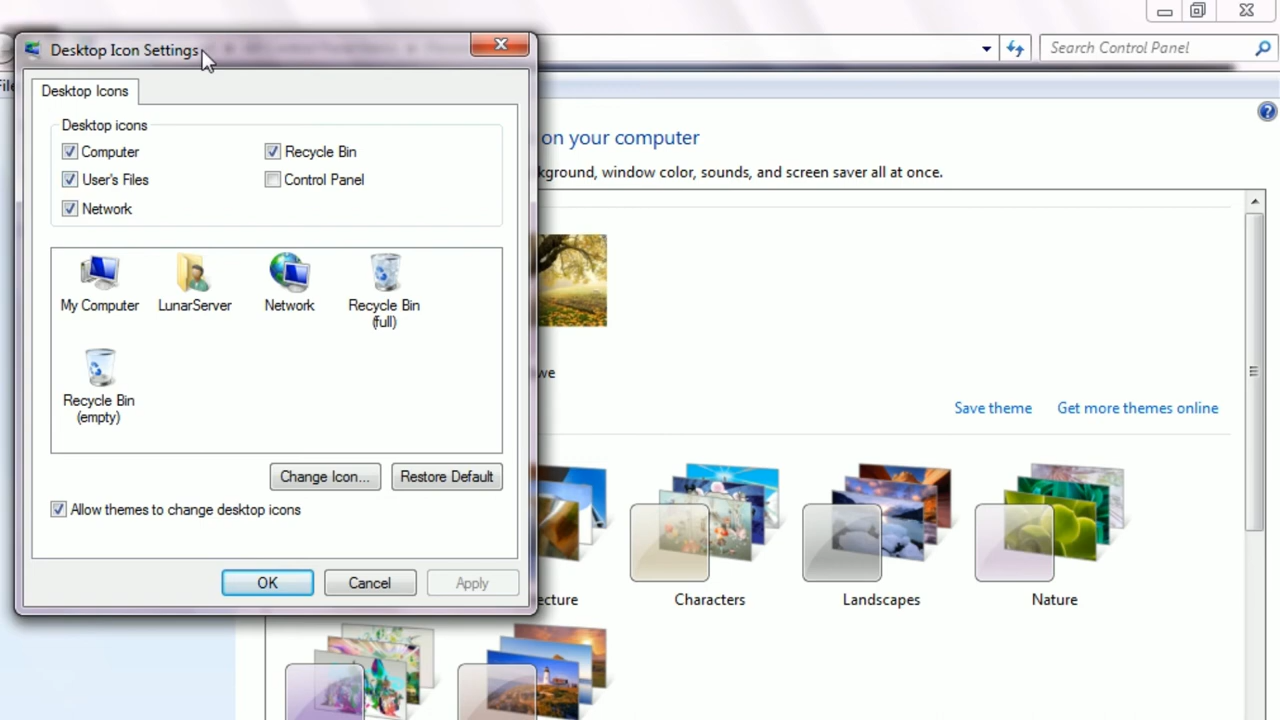 Desktop Icon Settings
Search Control Panel
File
Desktop Icons
on your computer
Desktop icons
Computer
Recycle Bin
kground, window color, sounds, and screen saver all at once.
User's Files
Control Panel
Network
My Computer
LunarServer
Network
Recycle Bin
(full)
we
Recycle Bin
(empty)
Save theme
Get more themes online
Change Icon...
Restore Default
Allow themes to change desktop icons
OK
Cancel
Apply
ecture
Characters
Landscapes
Nature